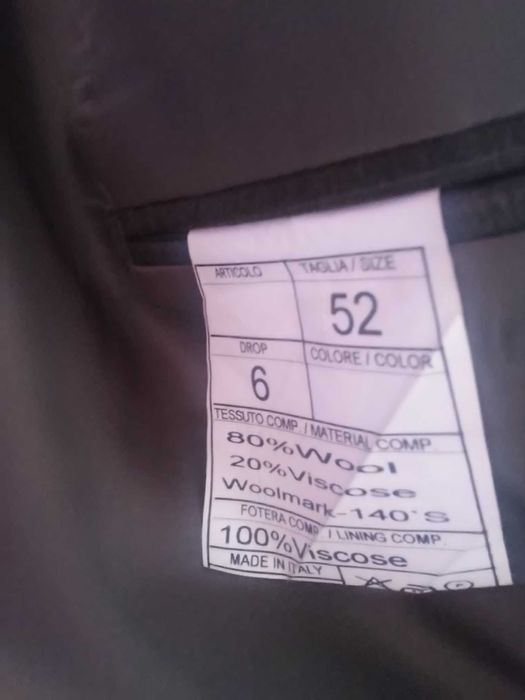 ARTICOLO TAGLIA / SIZE
52
DROP COLORE / COLOR
6
TESSUTO COMP. / MATERIAL COMP.
80%Wool
20%Viscose
Woolmark-140'S
FOTERA COMP. / LINING COMP.
100%Viscose
MADE IN ITALY